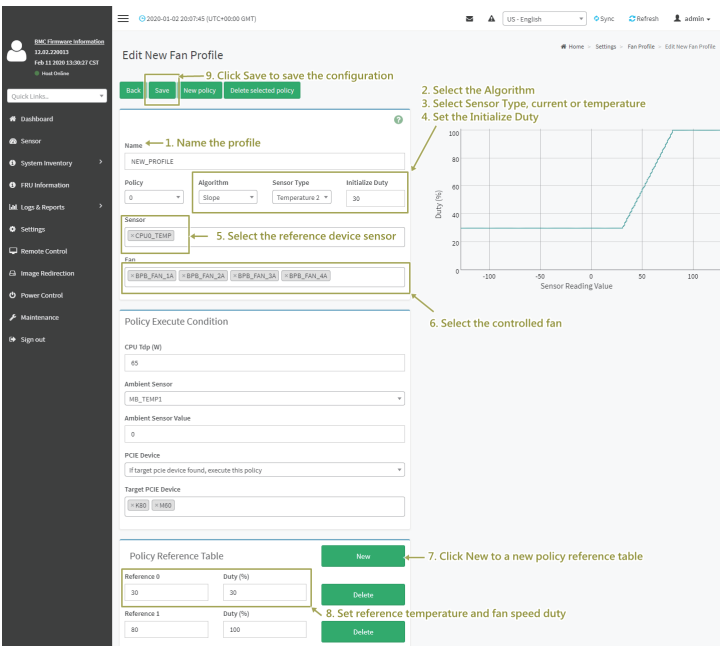 2020-01-02 20:07:45 (UTC+00:00 GMT)
US - English
Sync
Refresh
admin
BMC Firmware Information
12.02.220013
Feb 11 2020 13:30:27 CST
Host Online
Quick Links..
Dashboard
Sensor
System Inventory
FRU Information
Logs & Reports
Settings
Remote Control
Image Redirection
Power Control
Maintenance
Sign out
Edit New Fan Profile
Home - Settings - Fan Profile - Edit New Fan Profile
9. Click Save to save the configuration
Back
Save
New policy
Delete selected policy
2. Select the Algorithm
3. Select Sensor Type, current or temperature
4. Set the Initialize Duty
Name
1. Name the profile
NEW_PROFILE
Policy
Algorithm
Sensor Type
Initialize Duty
0
Slope
Temperature 2
30
Sensor
×CPU0_TEMP
5. Select the reference device sensor
Fan
×BPB_FAN_1A ×BPB_FAN_2A ×BPB_FAN_3A ×BPB_FAN_4A
6. Select the controlled fan
100
80
60
40
20
0
Duty (%)
-100 -50 0 50 100
Sensor Reading Value
Policy Execute Condition
CPU Tdp (W)
65
Ambient Sensor
MB_TEMP1
Ambient Sensor Value
0
PCIE Device
If target pcie device found, execute this policy
Target PCIE Device
×K80 ×M60
Policy Reference Table
New
7. Click New to a new policy reference table
Reference 0
Duty (%)
30
30
Delete
8. Set reference temperature and fan speed duty
Reference 1
Duty (%)
80
100
Delete